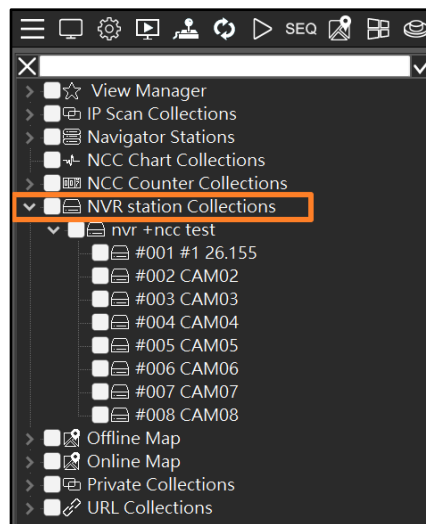 SEQ
View Manager
IP Scan Collections
Navigator Stations
NCC Chart Collections
NCC Counter Collections
NVR station Collections
nvr +ncc test
#001 #1 26.155
#002 CAM02
#003 CAM03
#004 CAM04
#005 CAM05
#006 CAM06
#007 CAM07
#008 CAM08
Offline Map
Online Map
Private Collections
URL Collections